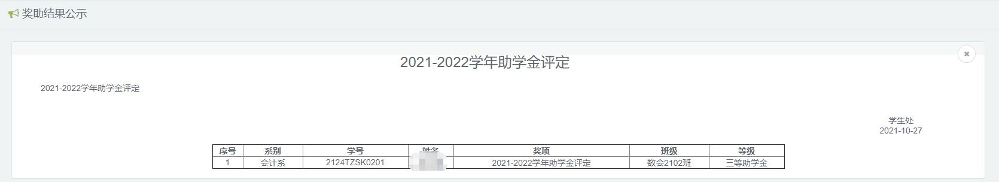 奖助结果公示
2021-2022学年助学金评定
2021-2022学年助学金评定
学生处
2021-10-27
序号 系别 学号 姓名 奖项 班级 等级
1 会计系 2124TZSK0201 2021-2022学年助学金评定 数会2102班 三等助学金